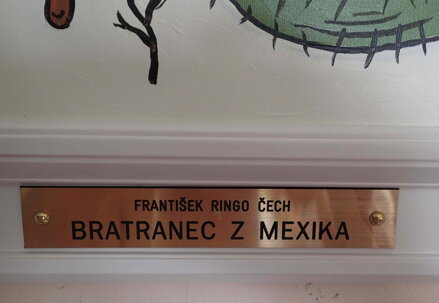 FRANTIŠEK RINGO ČECH
BRATRANEC Z MEXIKA